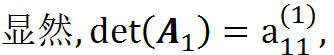 显然, det(𝑨₁) = a₁₁⁽¹⁾,